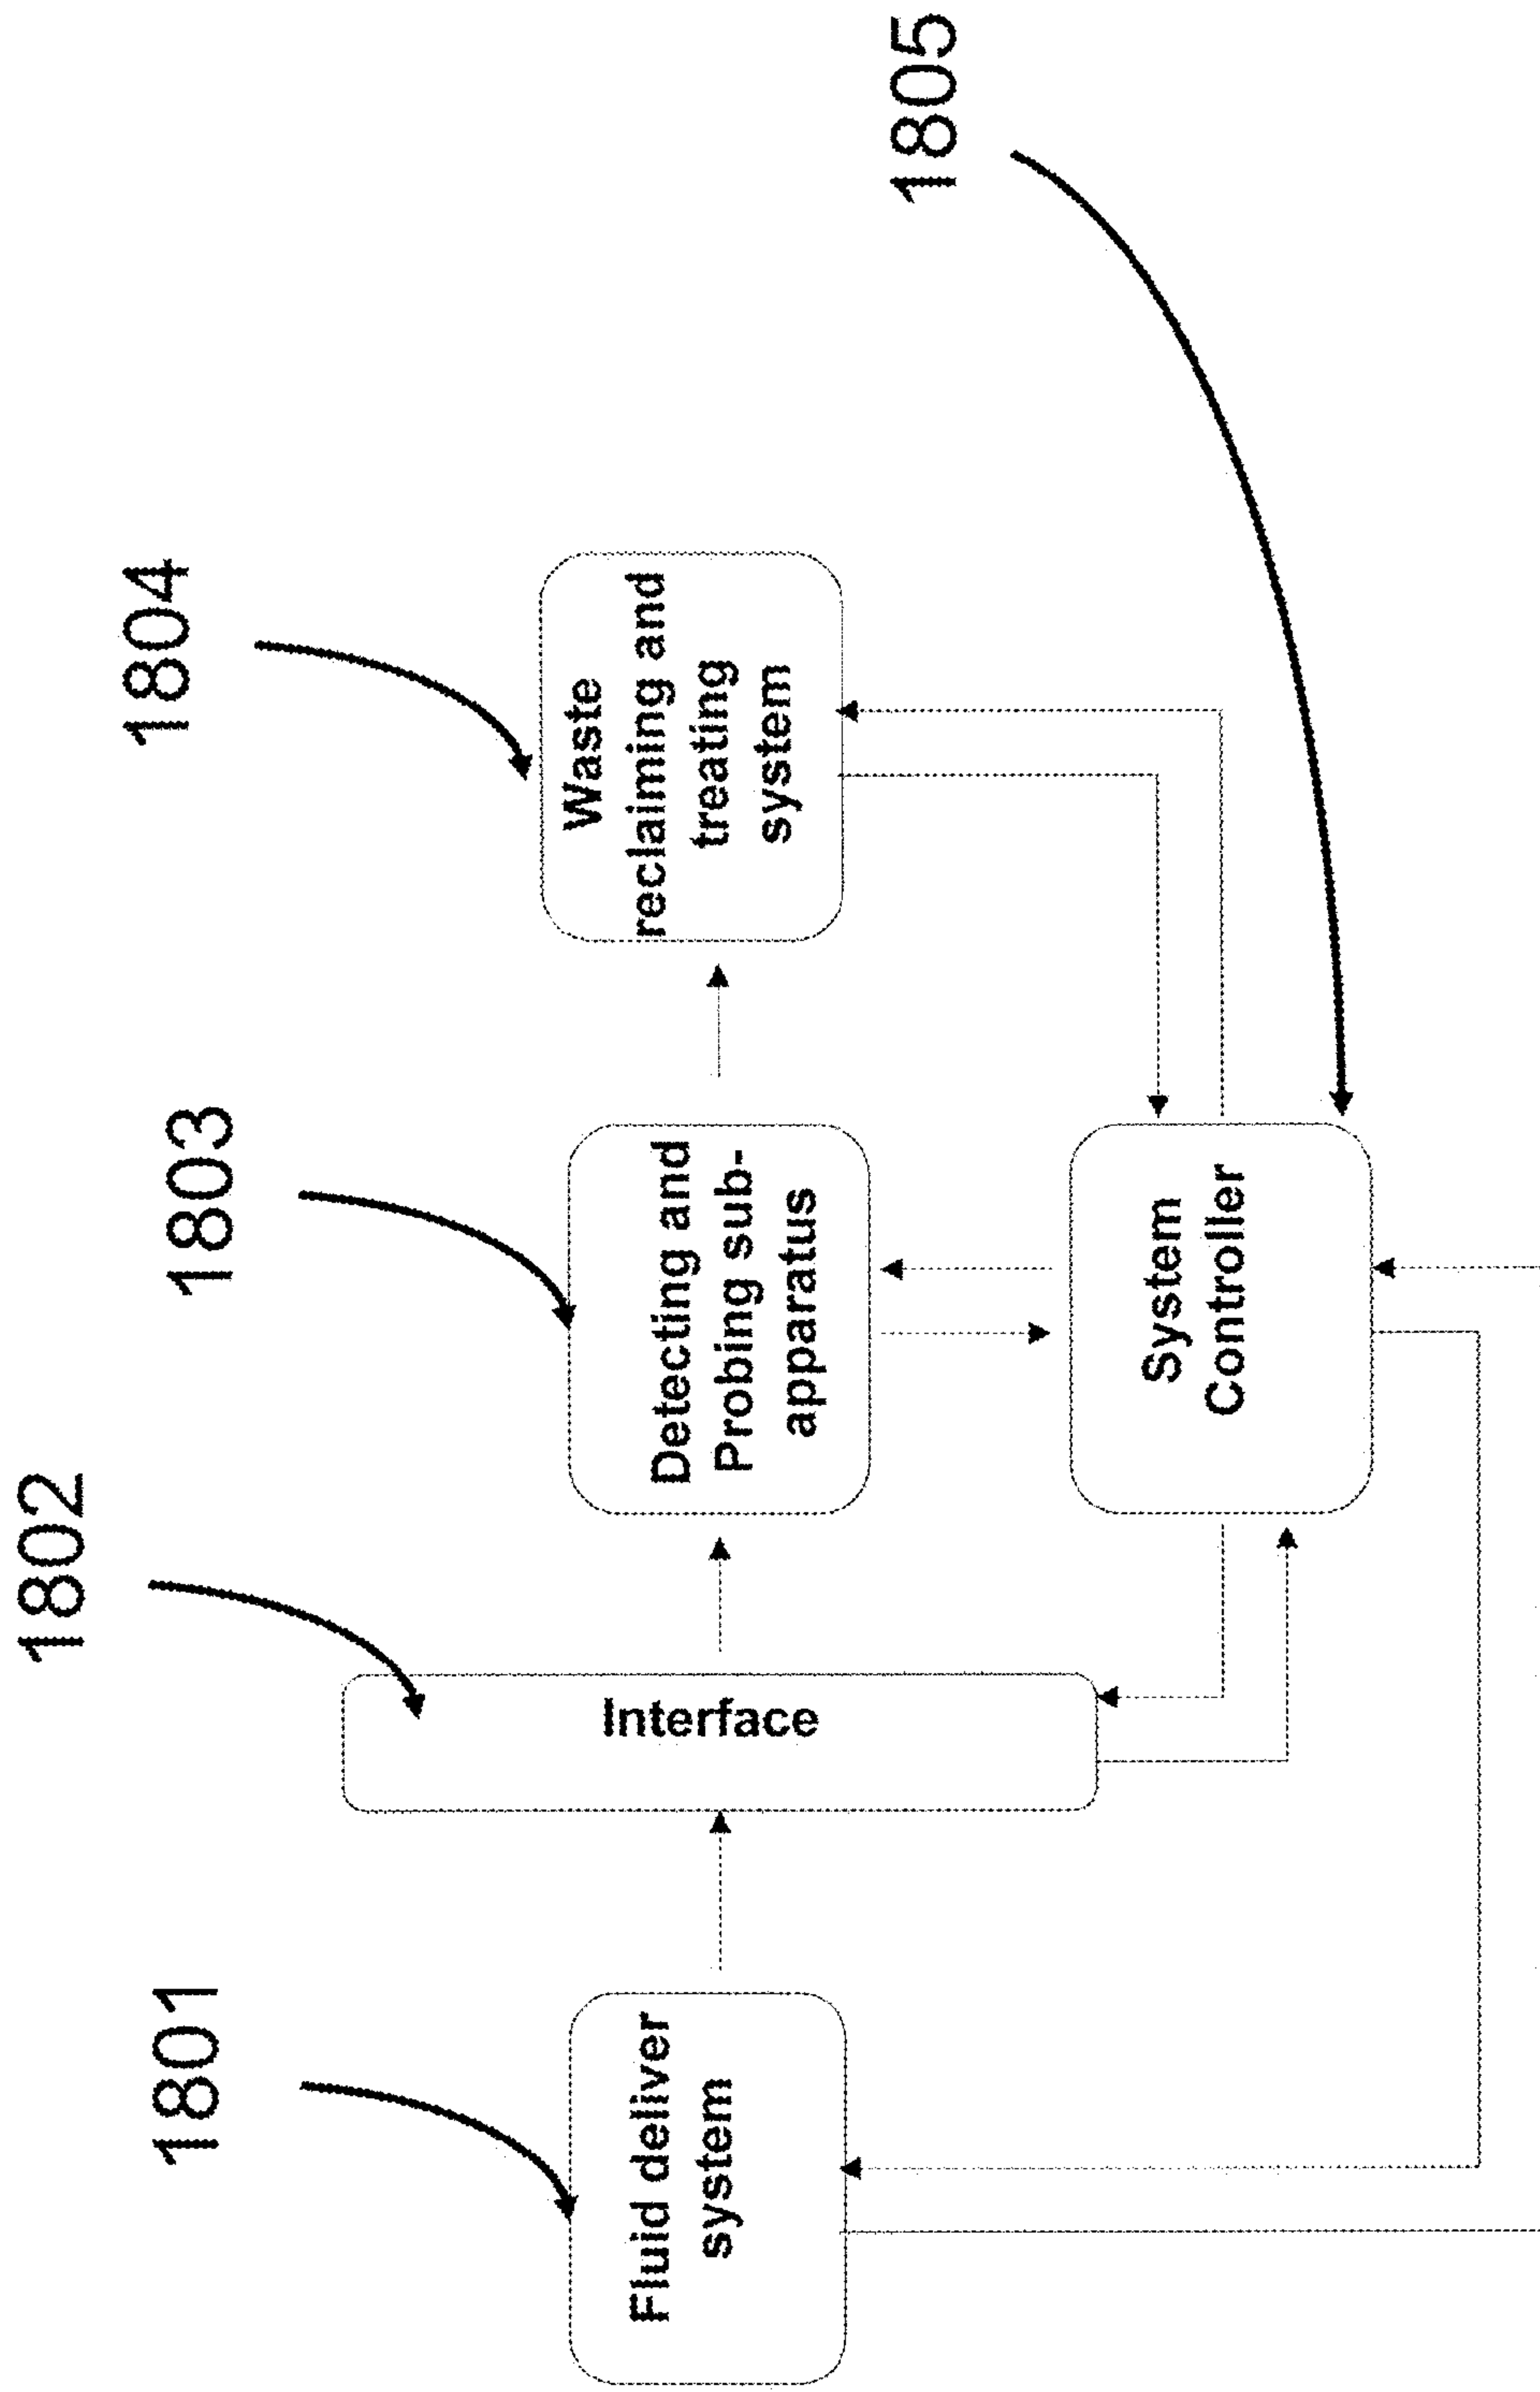 1801
1802
1803
1804
1805
Fluid deliver
system
Interface
Detecting and
Probing sub-
apparatus
Waste
reclaiming and
treating
system
System
Controller